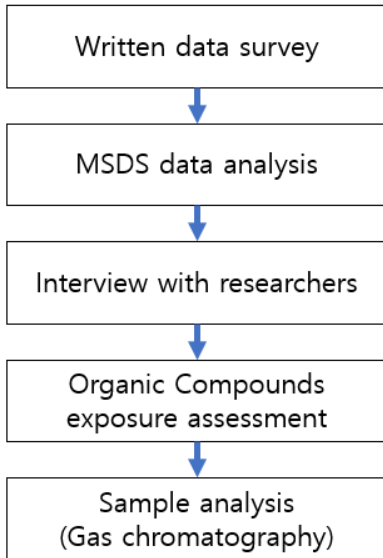 Written data survey
MSDS data analysis
Interview with researchers
Organic Compounds
exposure assessment
Sample analysis
(Gas chromatography)